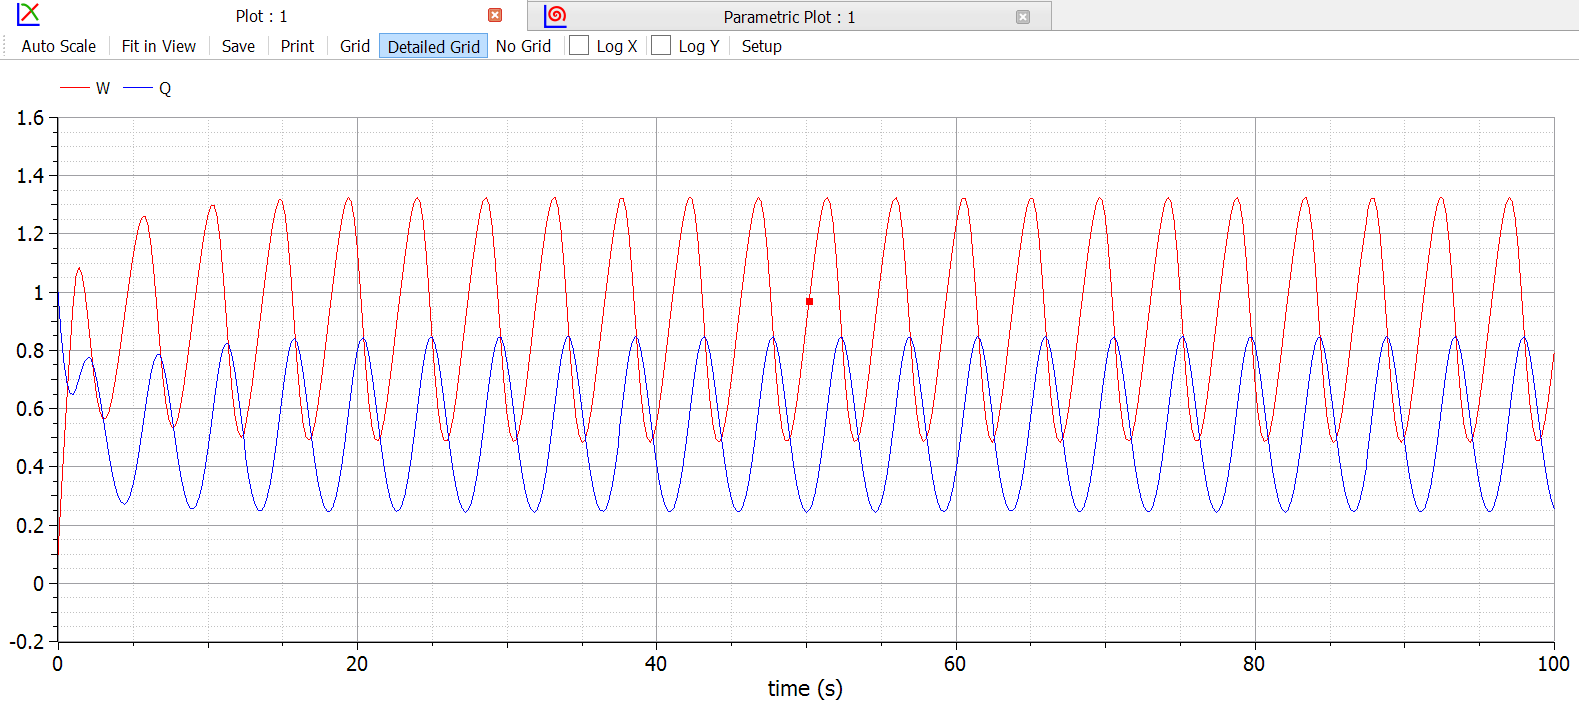 Plot : 1 Parametric Plot : 1
Auto Scale Fit in View Save Print Grid Detailed Grid No Grid Log X Log Y Setup
W Q
1.6
1.4
1.2
1
0.8
0.6
0.4
0.2
0
-0.2
0 20 40 60 80 100
time (s)